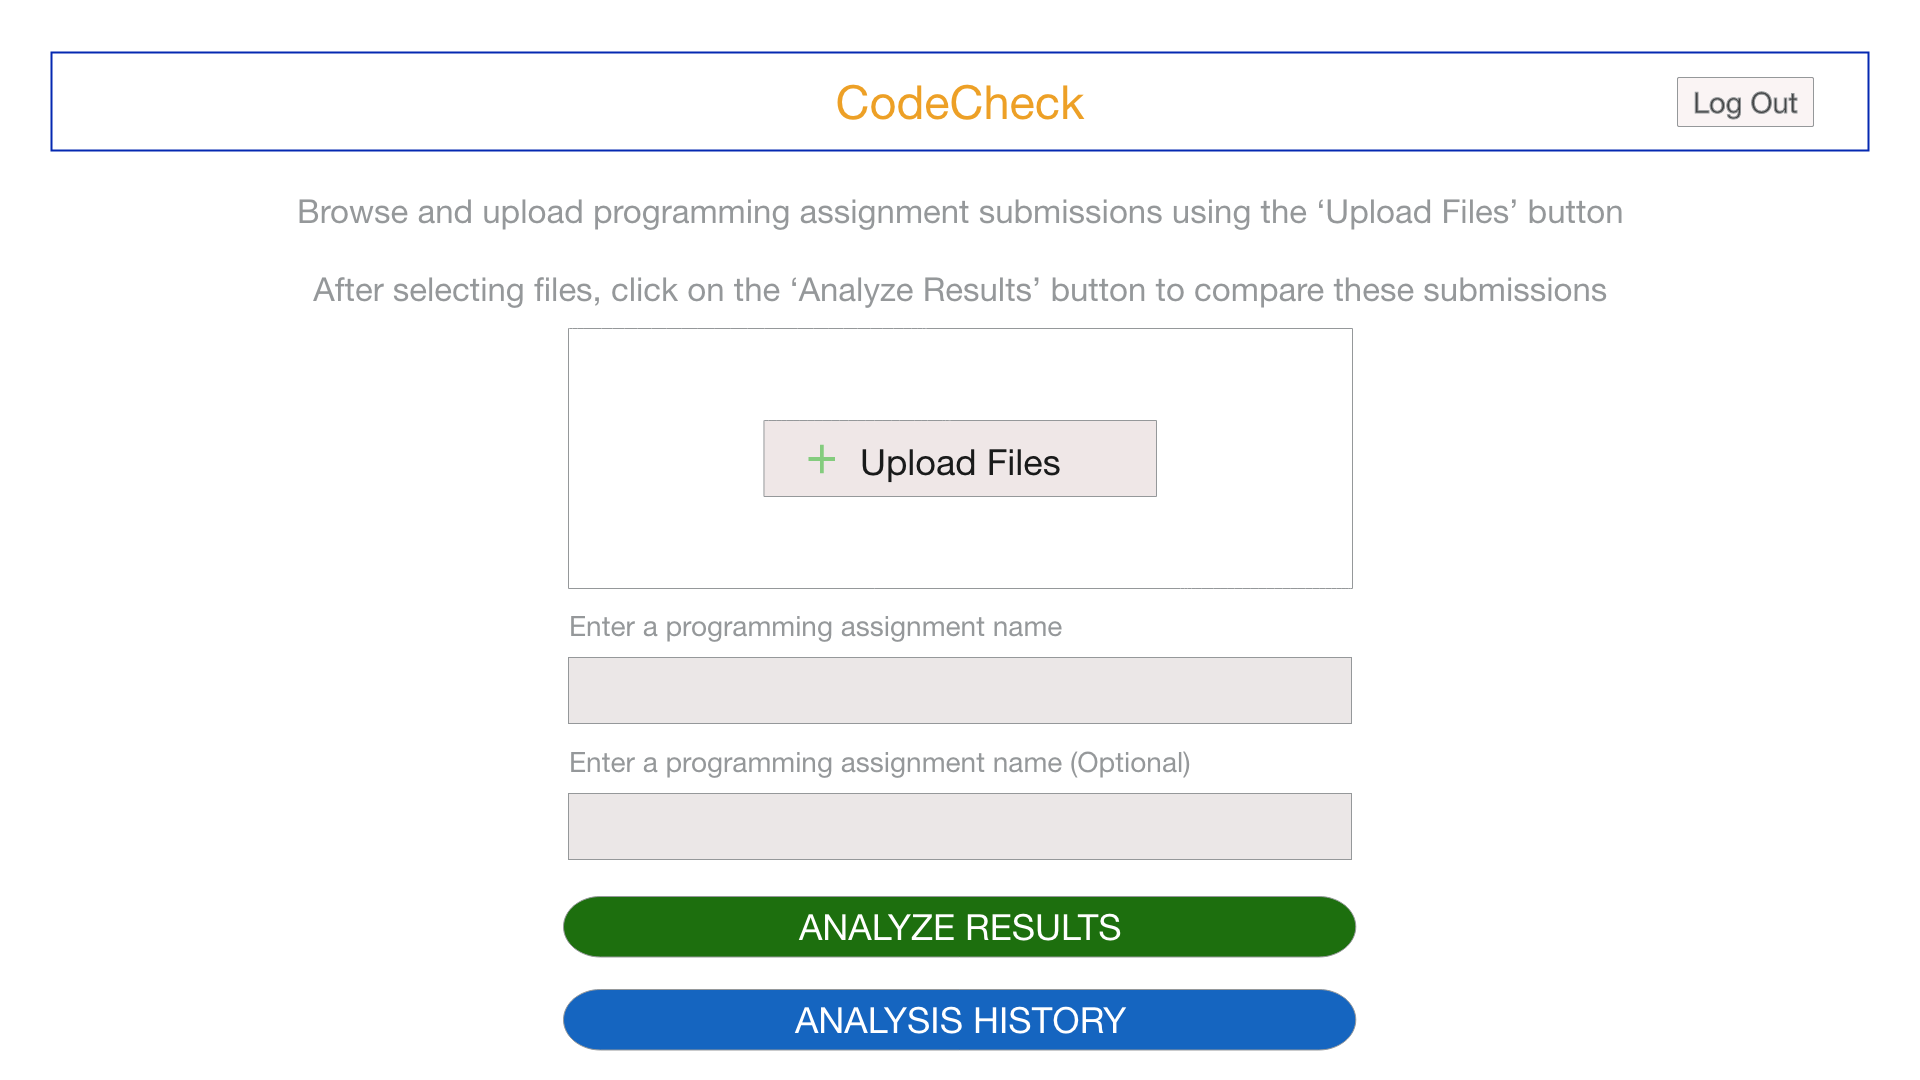 CodeCheck
Log Out
Browse and upload programming assignment submissions using the ‘Upload Files’ button
After selecting files, click on the ‘Analyze Results’ button to compare these submissions
+ Upload Files
Enter a programming assignment name
Enter a programming assignment name (Optional)
ANALYZE RESULTS
ANALYSIS HISTORY